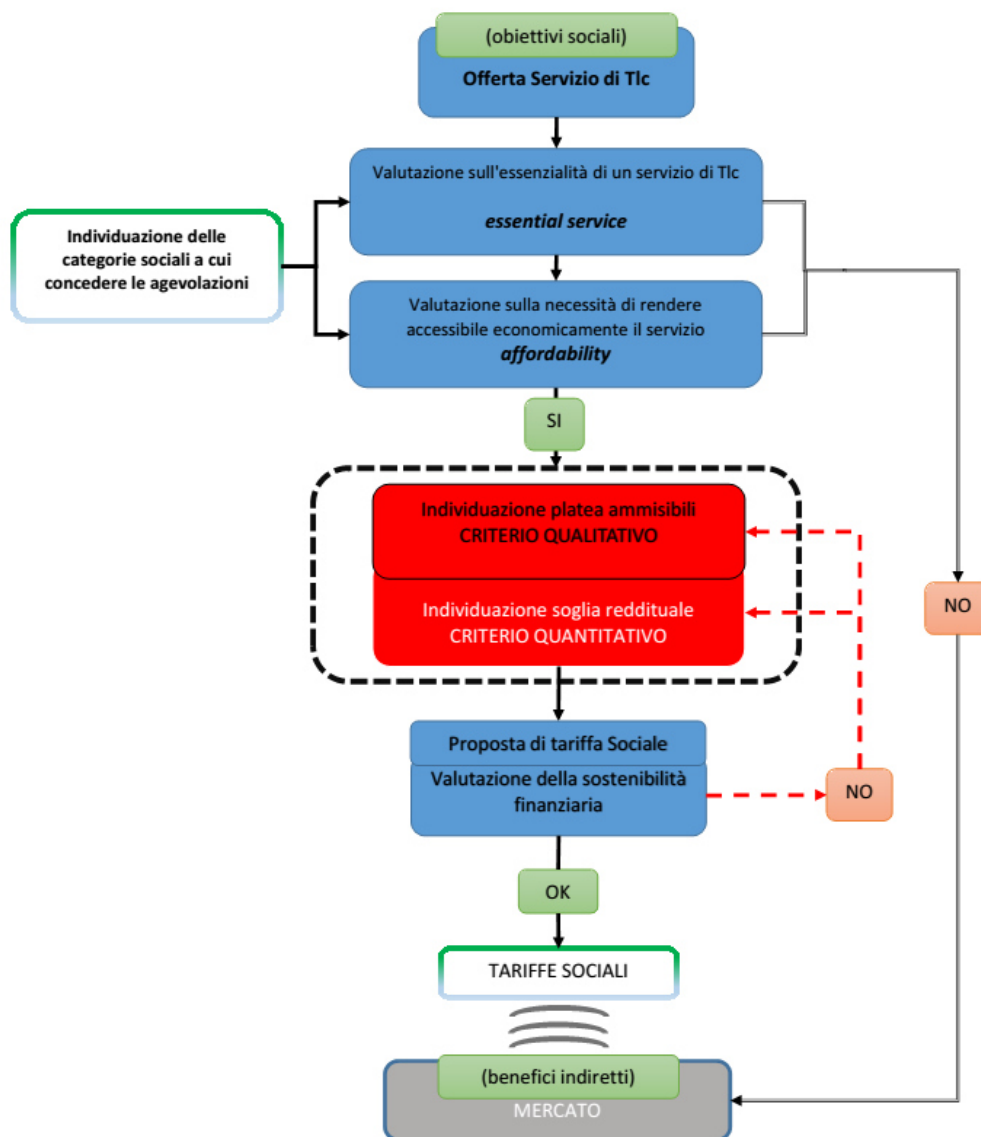 (obiettivi sociali)
Offerta Servizio di Tlc
Valutazione sull'essenzialità di un servizio di Tlc
essential service
Individuazione delle
categorie sociali a cui
concedere le agevolazioni
Valutazione sulla necessità di rendere
accessibile economicamente il servizio
affordability
SI
Individuazione platea ammisibili
CRITERIO QUALITATIVO
Individuazione soglia reddituale
CRITERIO QUANTITATIVO
NO
Proposta di tariffa Sociale
Valutazione della sostenibilità
finanziaria
NO
OK
TARIFFE SOCIALI
(benefici indiretti)
MERCATO